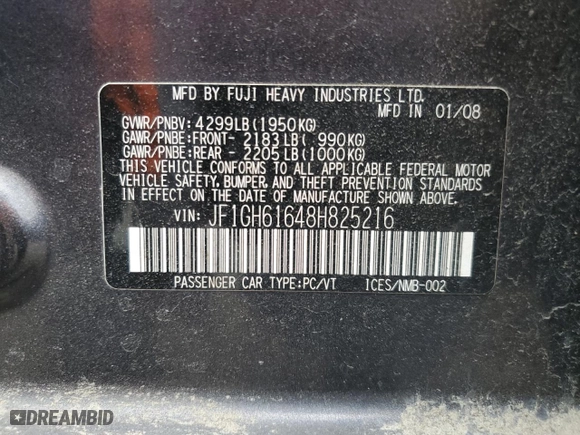 MFD BY FUJI HEAVY INDUSTRIES LTD.
MFD IN 01/08
GVWR/PNBV: 4299LB(1950KG)
GAWR/PNBE:FRONT- 2183LB( 990KG)
GAWR/PNBE:REAR - 2205LB(1000KG)
THIS VEHICLE CONFORMS TO ALL APPLICABLE FEDERAL MOTOR
VEHICLE SAFETY, BUMPER, AND THEFT PREVENTION STANDARDS
IN EFFECT ON THE DATE OF MANUFACTURE SHOWN ABOVE.
VIN: JF1GH61648H825216
PASSENGER CAR TYPE:PC/VT ICES/NMB-002
DREAMBID